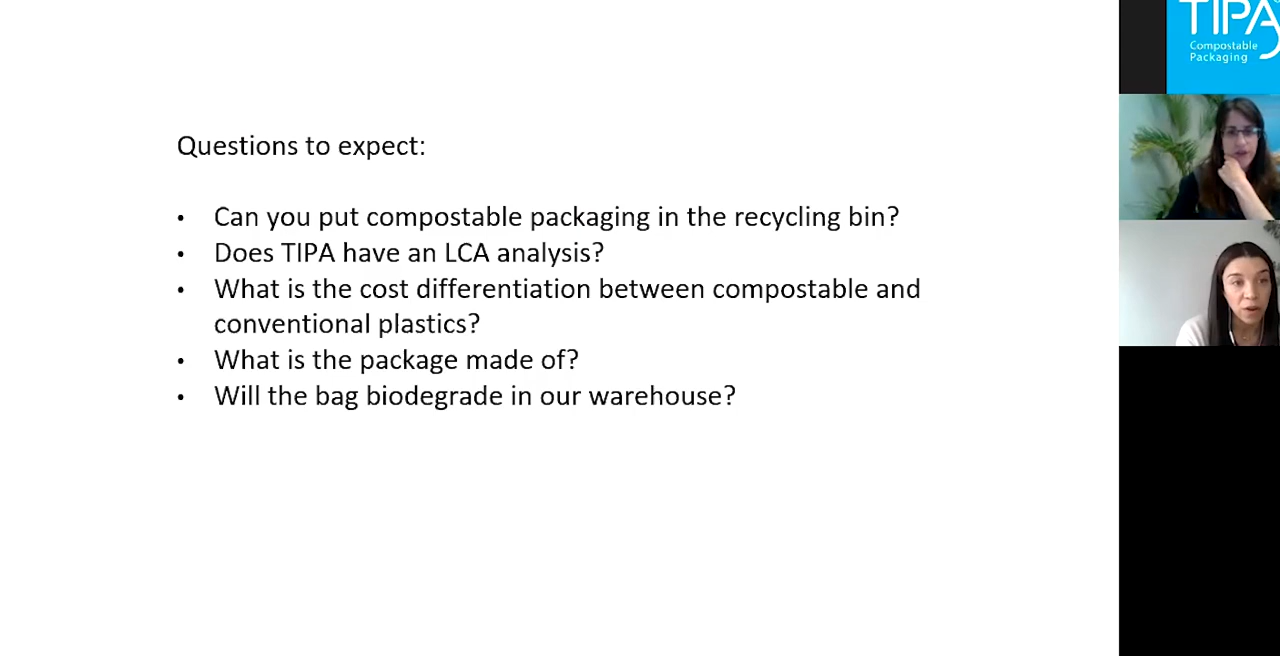 Questions to expect:
• Can you put compostable packaging in the recycling bin?
• Does TIPA have an LCA analysis?
• What is the cost differentiation between compostable and
conventional plastics?
• What is the package made of?
• Will the bag biodegrade in our warehouse?
TIPA
Compostable
Packaging